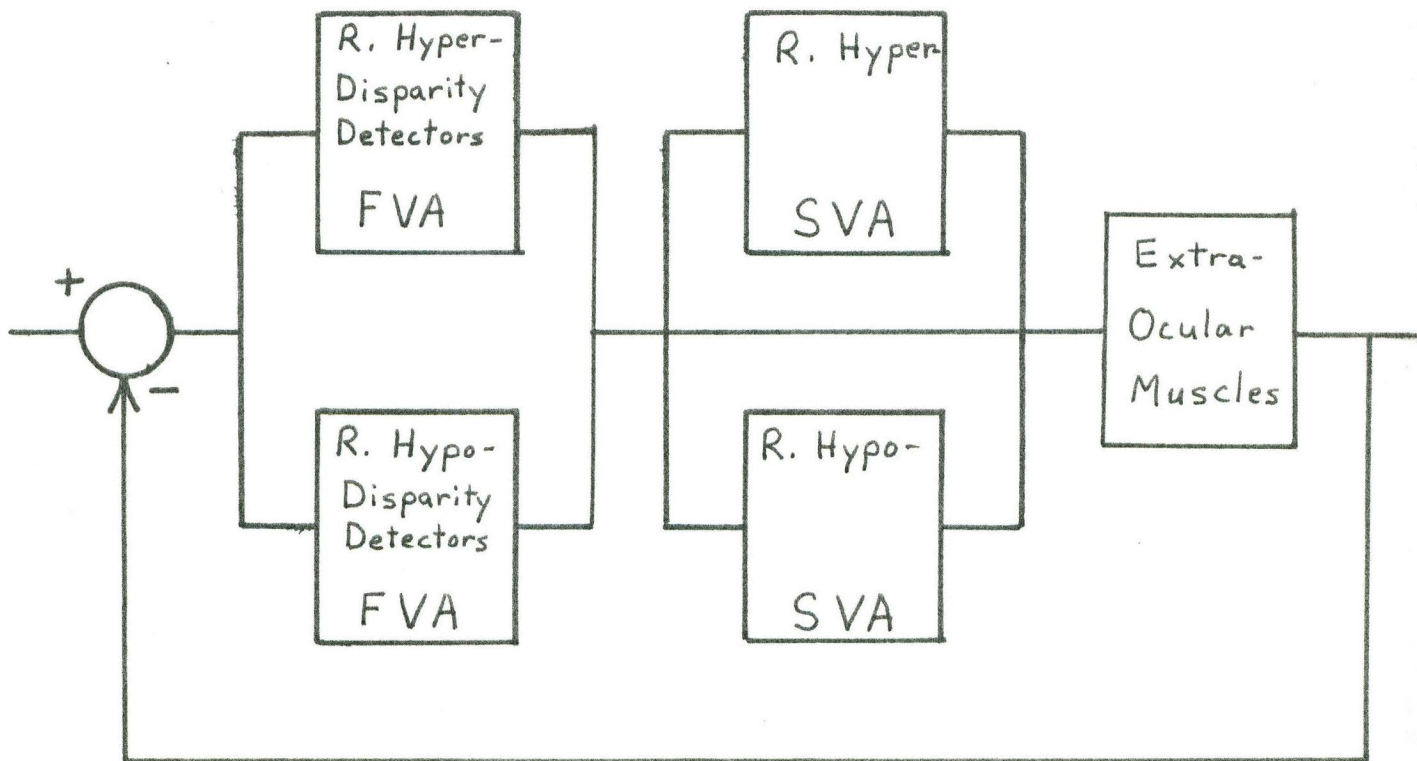 R. Hyper-
Disparity
Detectors
FVA
R. Hyper-
SVA
+
-
Extra-
Ocular
Muscles
R. Hypo-
Disparity
Detectors
FVA
R. Hypo-
SVA